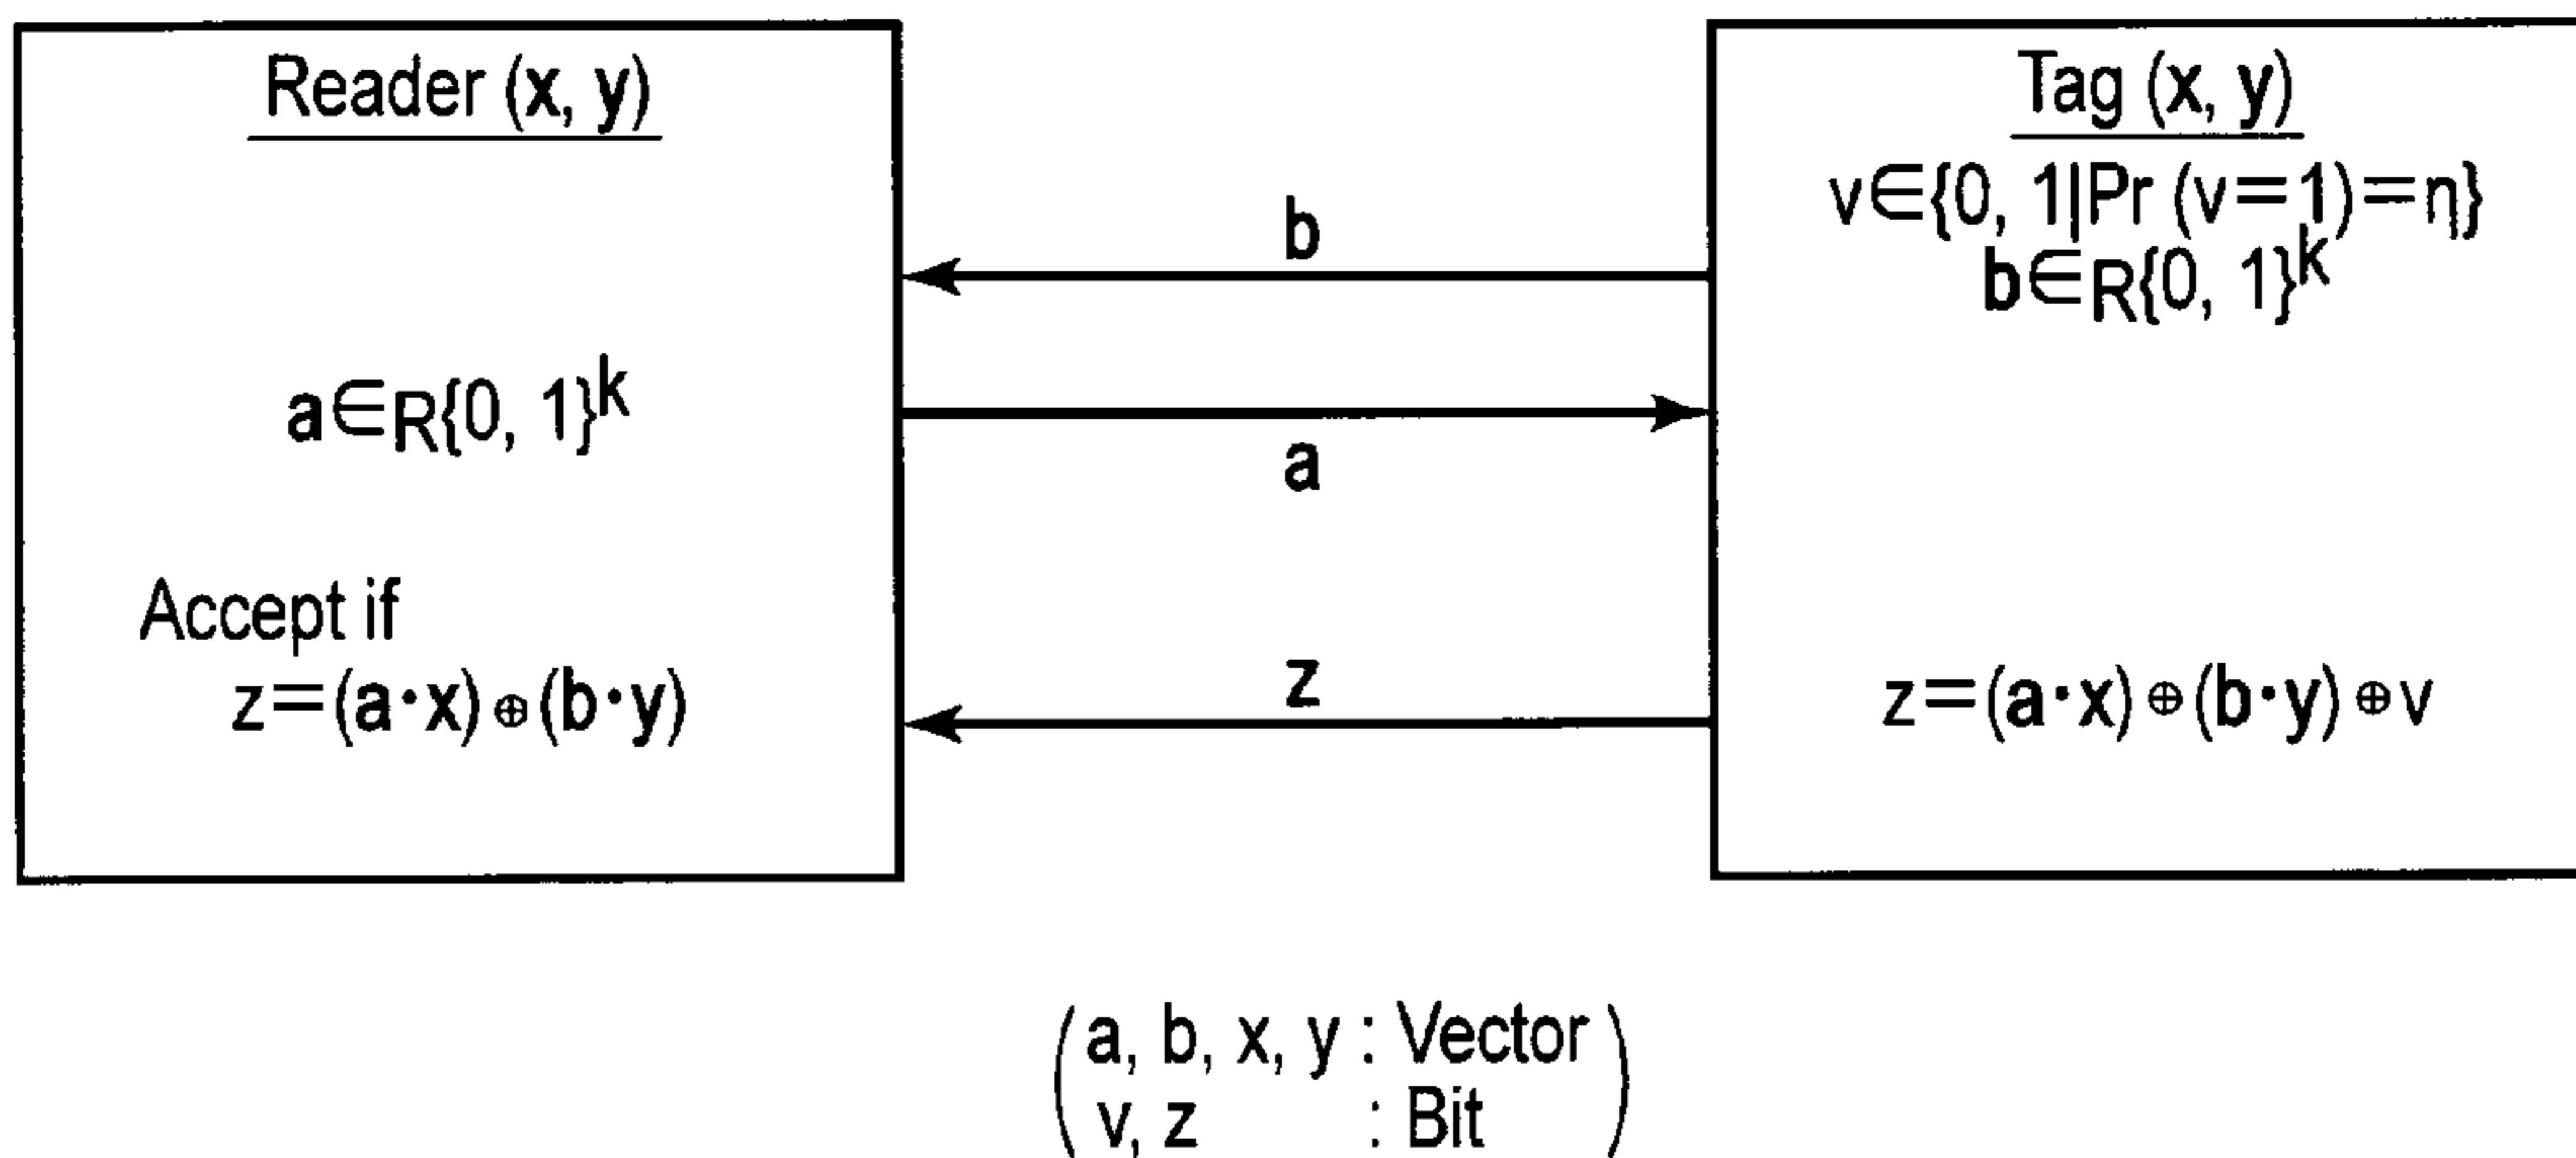 Reader (x, y)
a∈R{0, 1}^k
Accept if
z=(a·x)⊕(b·y)
b
a
z
Tag (x, y)
v∈{0, 1|Pr (v=1)=η}
b∈R{0, 1}^k
z=(a·x)⊕(b·y)⊕v
(a, b, x, y : Vector
v, z : Bit)